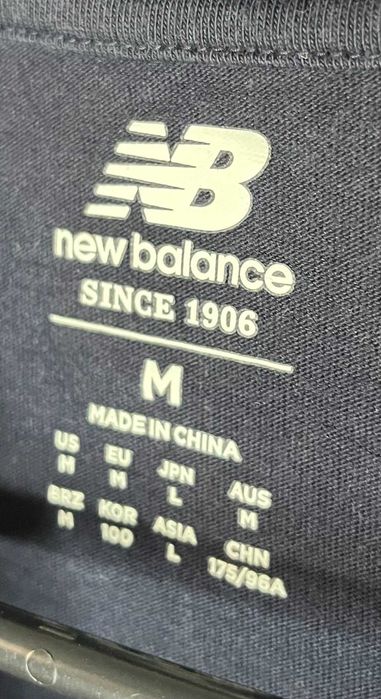 NB
new balance
SINCE 1906
M
MADE IN CHINA
US EU JPN AUS
M M L M
BRZ KOR ASIA CHN
M 100 L 175/96A